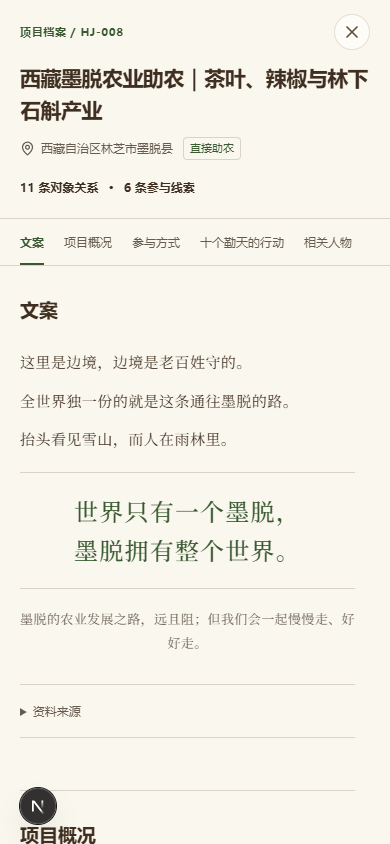 项目档案 / HJ-008
西藏墨脱农业助农｜茶叶、辣椒与林下
石斛产业
西藏自治区林芝市墨脱县 直接助农
11 条对象关系 • 6 条参与线索
文案 项目概况 参与方式 十个勤天的行动 相关人物
文案
这里是边境，边境是老百姓守的。
全世界独一份的就是这条通往墨脱的路。
抬头看见雪山，而人在雨林里。
世界只有一个墨脱，
墨脱拥有整个世界。
墨脱的农业发展之路，远且阻；但我们会一起慢慢走、好
好走。
资料来源
N
项目概况